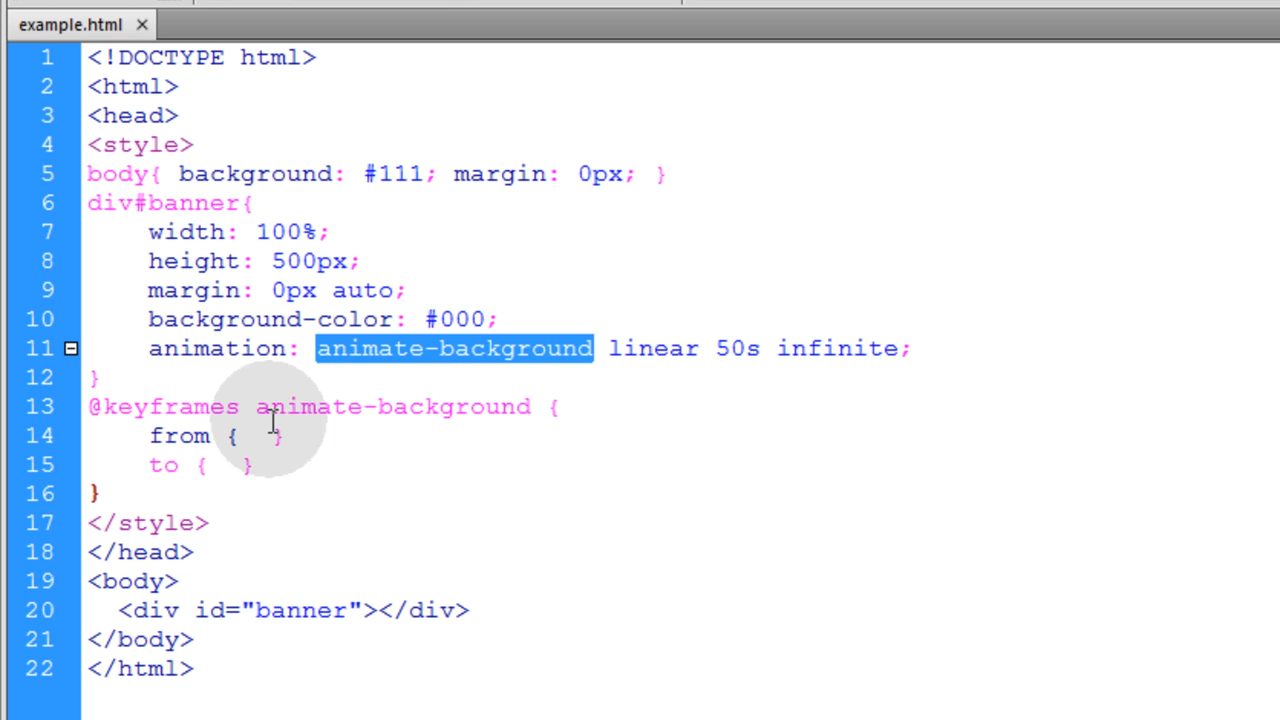 example.html ×
1 <!DOCTYPE html>
2 <html>
3 <head>
4 <style>
5 body{ background: #111; margin: 0px; }
6 div#banner{
7     width: 100%;
8     height: 500px;
9     margin: 0px auto;
10     background-color: #000;
11     animation: animate-background linear 50s infinite;
12 }
13 @keyframes animate-background {
14     from {  }
15     to {  }
16 }
17 </style>
18 </head>
19 <body>
20   <div id="banner"></div>
21 </body>
22 </html>